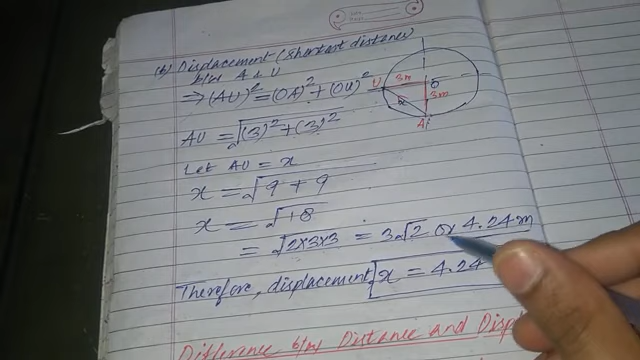 (b) Displacement (shortest distance)
b/w A & U
⇒ (AU)² = (OA)² + (OU)²
AU = √(3)² + (3)²
Let AU = x
x = √9 + 9
x = √18
= √2×3×3 = 3√2 or 4.24 m
Therefore, displacement x = 4.24
Difference b/w Distance and Disp
U 3m O
3m
x
A